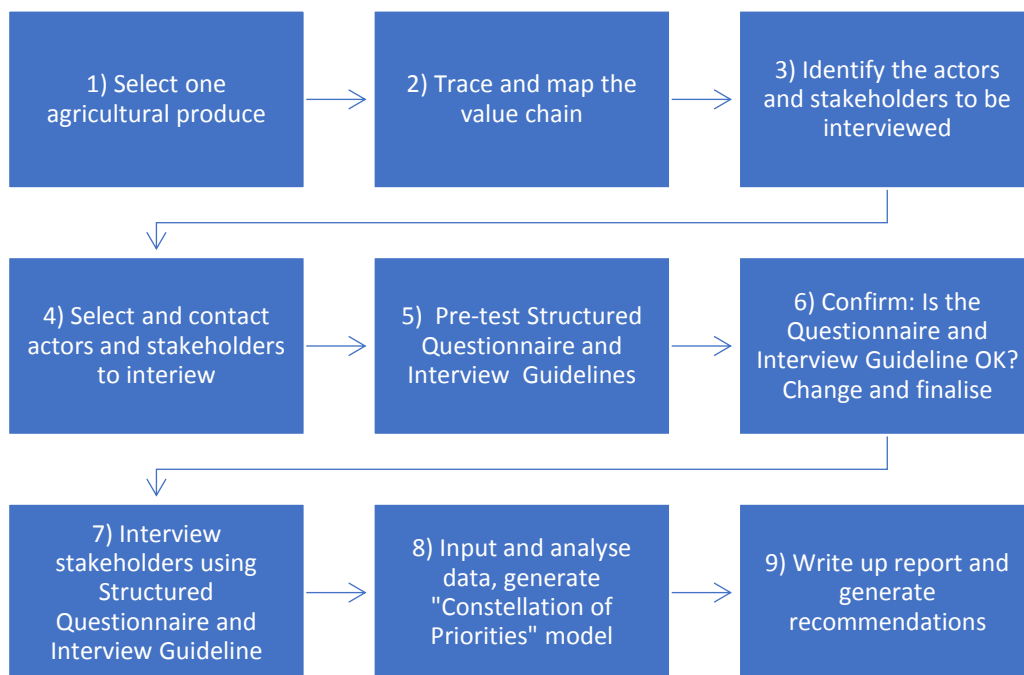 1) Select one
agricultural produce
2) Trace and map the
value chain
3) Identify the actors
and stakeholders to be
interviewed
4) Select and contact
actors and stakeholders
to interiew
5) Pre-test Structured
Questionnaire and
Interview Guidelines
6) Confirm: Is the
Questionnaire and
Interview Guideline OK?
Change and finalise
7) Interview
stakeholders using
Structured
Questionnaire and
Interview Guideline
8) Input and analyse
data, generate
"Constellation of
Priorities" model
9) Write up report and
generate
recommendations